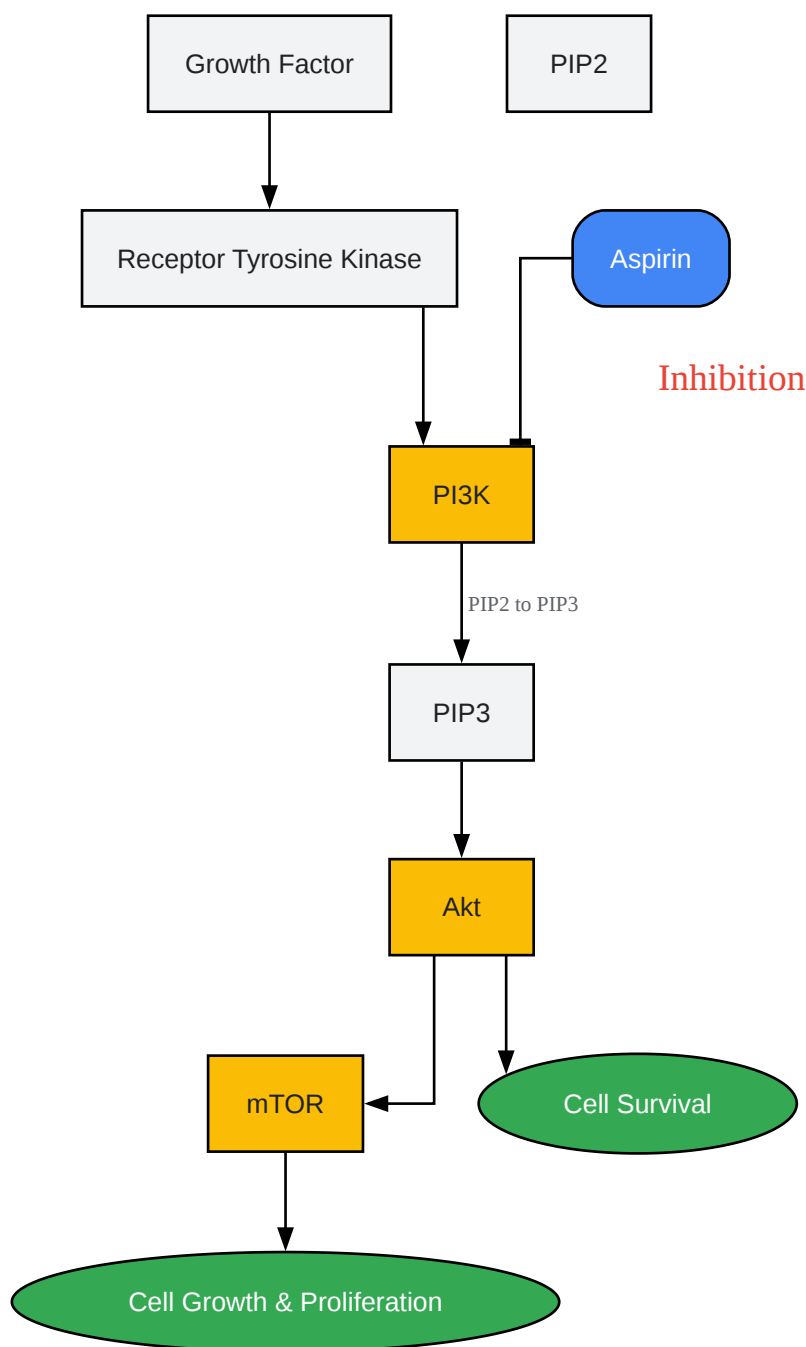 Growth Factor
PIP2
Receptor Tyrosine Kinase
Aspirin
Inhibition
PI3K
PIP2 to PIP3
PIP3
Akt
mTOR
Cell Survival
Cell Growth & Proliferation